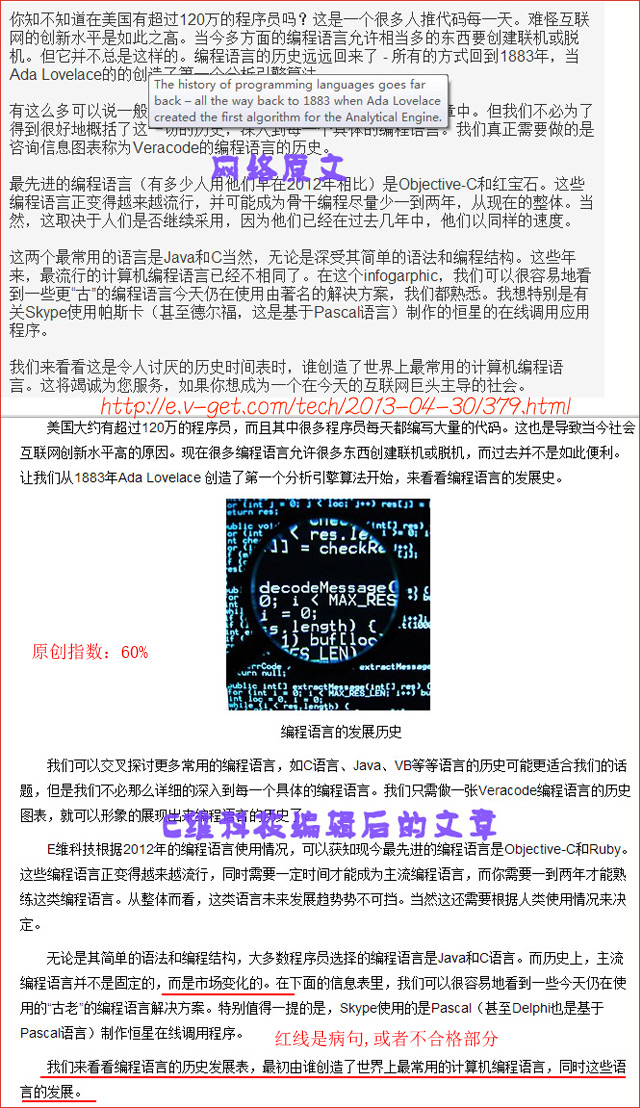 你知不知道在美国有超过120万的程序员吗？这是一个很多人推代码每一天。难怪互联
网的创新水平是如此之高。当今多方面的编程语言允许相当多的东西要创建联机或脱
机。但它并不总是这样的。编程语言的历史远远回来了 - 所有的方式回到1883年，当
Ada Lovelace的的创造了第一个分析引擎算法
The history of programming languages goes far
back – all the way back to 1883 when Ada Lovelace
created the first algorithm for the Analytical Engine.
有这么多可以说一般
章中。但我们不必为了
得到很好地概括了这一切的历史，深入到每一个具体的编程语言。我们真正需要做的是
咨询信息图表称为Veracode的编程语言的历史。
网络原文
最先进的编程语言（有多少人用他们早在2012年相比）是Objective-C和红宝石。这些
编程语言正变得越来越流行，并可能成为骨干编程尽量少一到两年，从现在的整体。当
然，这取决于人们是否继续采用，因为他们已经在过去几年中，他们以同样的速度。
这两个最常用的语言是Java和C当然，无论是深受其简单的语法和编程结构。这些年
来，最流行的计算机编程语言已经不相同了。在这个infogarphic，我们可以很容易地看
到一些更“古”的编程语言今天仍在使用由著名的解决方案，我们都熟悉。我想特别是有
关Skype使用帕斯卡（甚至德尔福，这是基于Pascal语言）制作的恒星的在线调用应用
程序。
我们来看看这是令人讨厌的历史时间表时，谁创造了世界上最常用的计算机编程语
言。这将竭诚为您服务，如果你想成为一个在今天的互联网巨头主导的社会。
http://e.v-get.com/tech/2013-04-30/379.html
美国大约有超过120万的程序员，而且其中很多程序员每天都编写大量的代码。这也是导致当今社会
互联网创新水平高的原因。现在很多编程语言允许很多东西创建联机或脱机，而过去并不是如此便利。
让我们从1883年Ada Lovelace 创造了第一个分析引擎算法开始，来看看编程语言的发展史。
< res.length
] = checkRe
decodeMessage(
0; i < MAX_RES
i = 0;
s.length) {
i) buf[loc
RES_LEN)
原创指数：60%
编程语言的发展历史
我们可以交叉探讨更多常用的编程语言，如C语言、Java、VB等等语言的历史可能更适合我们的话
题，但是我们不必那么详细的深入到每一个具体的编程语言。我们只需做一张Veracode编程语言的历史
图表，就可以形象的展现出来编程语言的历史了
E维科技编辑后的文章
E维科技根据2012年的编程语言使用情况，可以获知现今最先进的编程语言是Objective-C和Ruby。
这些编程语言正变得越来越流行，同时需要一定时间才能成为主流编程语言，而你需要一到两年才能熟
练这类编程语言。从整体而看，这类语言未来发展趋势势不可挡。当然这还需要根据人类使用情况来决
定。
无论是其简单的语法和编程结构，大多数程序员选择的编程语言是Java和C语言。而历史上，主流
编程语言并不是固定的，而是市场变化的。在下面的信息表里，我们可以很容易地看到一些今天仍在使
用的“古老”的编程语言解决方案。特别值得一提的是，Skype使用的是Pascal（甚至Delphi也是基于
Pascal语言）制作恒星在线调用程序。
红线是病句,或者不合格部分
我们来看看编程语言的历史发展表，最初由谁创造了世界上最常用的计算机编程语言，同时这些语
言的发展。